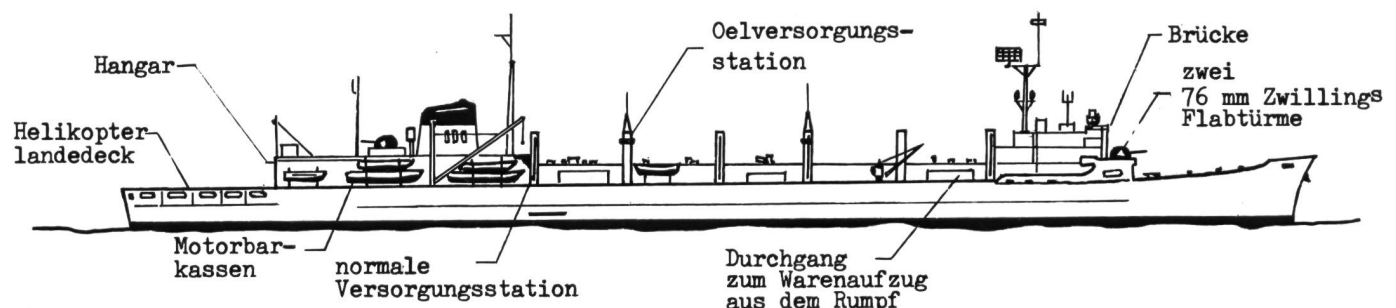 Oelversorgungs-
station
Brücke
Hangar
zwei
76 mm Zwillings
Flabtürme
Helikopter
landedeck
Motorbar-
kassen
normale
Versorgungsstation
Durchgang
zum Warenaufzug
aus dem Rumpf